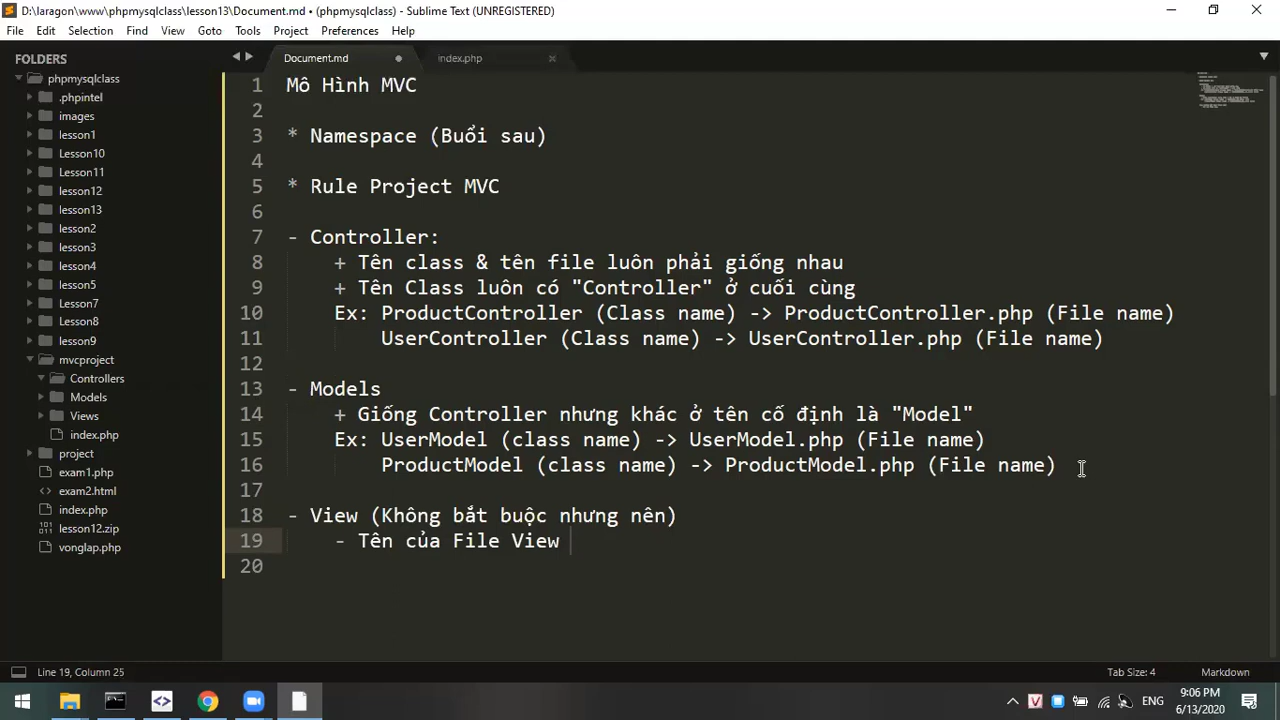 D:\laragon\www\phpmysqlclass\lesson13\Document.md • (phpmysqlclass) - Sublime Text (UNREGISTERED)
File Edit Selection Find View Goto Tools Project Preferences Help
FOLDERS
phpmysqlclass
.phpintel
images
lesson1
Lesson10
Lesson11
lesson12
lesson13
lesson2
lesson3
lesson4
lesson5
Lesson7
Lesson8
lesson9
mvcproject
Controllers
Models
Views
index.php
project
exam1.php
exam2.html
index.php
lesson12.zip
vonglap.php
Document.md index.php
1 Mô Hình MVC
2
3 * Namespace (Buổi sau)
4
5 * Rule Project MVC
6
7 - Controller:
8 + Tên class & tên file luôn phải giống nhau
9 + Tên Class luôn có "Controller" ở cuối cùng
10 Ex: ProductController (Class name) -> ProductController.php (File name)
11 UserController (Class name) -> UserController.php (File name)
12
13 - Models
14 + Giống Controller nhưng khác ở tên cố định là "Model"
15 Ex: UserModel (class name) -> UserModel.php (File name)
16 ProductModel (class name) -> ProductModel.php (File name)
17
18 - View (Không bắt buộc nhưng nên)
19 - Tên của File View
20
Line 19, Column 25 Tab Size: 4 Markdown
ENG 9:06 PM
6/13/2020